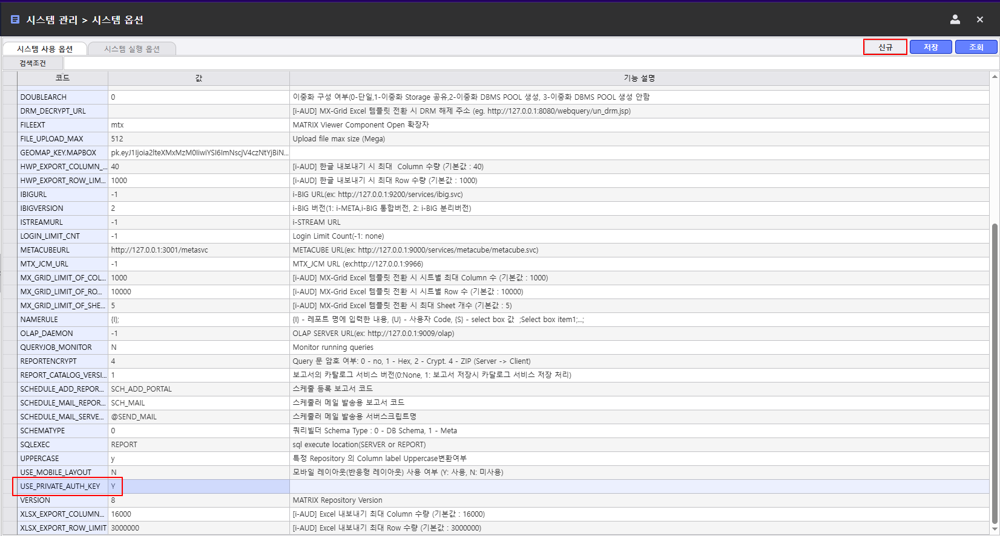 시스템 관리 > 시스템 옵션
시스템 사용 옵션 시스템 실행 옵션 신규 저장 조회
검색조건
코드 값 기능 설명
DOUBLEARCH 0 이중화 구성 여부(0-단일,1-이중화 Storage 공유,2-이중화 DBMS POOL 생성, 3-이중화 DBMS POOL 생성 안함
DRM_DECRYPT_URL [i-AUD] MX-Grid Excel 템플릿 전환 시 DRM 해제 주소 (eg. http://127.0.0.1:8080/webquery/un_drm.jsp)
FILEEXT mtx MATRIX Viewer Component Open 확장자
FILE_UPLOAD_MAX 512 Upload file max size (Mega)
GEOMAP_KEY.MAPBOX pk.eyJ1Ijoia2lteXMxMzM0IiwiYSI6ImNscjV4czNtYjBiN...
HWP_EXPORT_COLUMN_... 40 [i-AUD] 한글 내보내기 시 최대 Column 수량 (기본값 : 40)
HWP_EXPORT_ROW_LIM... 1000 [i-AUD] 한글 내보내기 시 최대 Row 수량 (기본값 : 1000)
IBIGURL -1 i-BIG URL(ex: http://127.0.0.1:9200/services/ibig.svc)
IBIGVERSION 2 i-BIG 버전(1: i-META,i-BIG 통합버전, 2: i-BIG 분리버전)
ISTREAMURL -1 i-STREAM URL
LOGIN_LIMIT_CNT -1 Login Limit Count(-1: none)
METACUBEURL http://127.0.0.1:3001/metasvc METACUBE URL(ex: http://127.0.0.1:9000/services/metacube/metacube.svc)
MTX_JCM_URL -1 MTX_JCM URL (ex:http://127.0.0.1:9966)
MX_GRID_LIMIT_OF_COL... 1000 [i-AUD] MX-Grid Excel 템플릿 전환 시 시트별 최대 Column 수 (기본값 : 1000)
MX_GRID_LIMIT_OF_RO... 10000 [i-AUD] MX-Grid Excel 템플릿 전환 시 시트별 Row 수 (기본값 : 10000)
MX_GRID_LIMIT_OF_SHE... 5 [i-AUD] MX-Grid Excel 템플릿 전환 시 최대 Sheet 개수 (기본값 : 5)
NAMERULE {I}; {I} - 레포트 명에 입력한 내용, {U} - 사용자 Code, {S} - select box 값 ;Select box item1;...;
OLAP_DAEMON -1 OLAP SERVER URL(ex: http://127.0.0.1:9009/olap)
QUERYJOB_MONITOR N Monitor running queries
REPORTENCRYPT 4 Query 문 암호 여부: 0 - no, 1 - Hex, 2 - Crypt. 4 - ZIP (Server -> Client)
REPORT_CATALOG_VERSI... 1 보고서의 카탈로그 서비스 버전(0:None, 1: 보고서 저장시 카달로그 서비스 저장 처리)
SCHEDULE_ADD_REPOR... SCH_ADD_PORTAL 스케줄 등록 보고서 코드
SCHEDULE_MAIL_REPOR... SCH_MAIL 스케줄러 메일 발송용 보고서 코드
SCHEDULE_MAIL_SERVE... @SEND_MAIL 스케줄러 메일 발송용 서버스크립트명
SCHEMATYPE 0 쿼리빌더 Schema Type : 0 - DB Schema, 1 - Meta
SQLEXEC REPORT sql execute location(SERVER or REPORT)
UPPERCASE y 특정 Repository 의 Column label Uppercase변환여부
USE_MOBILE_LAYOUT N 모바일 레이아웃(반응형 레이아웃) 사용 여부 (Y: 사용, N: 미사용)
USE_PRIVATE_AUTH_KEY Y
VERSION 8 MATRIX Repository Version
XLSX_EXPORT_COLUMN... 16000 [i-AUD] Excel 내보내기 최대 Column 수량 (기본값 : 16000)
XLSX_EXPORT_ROW_LIMIT 3000000 [i-AUD] Excel 내보내기 최대 Row 수량 (기본값 : 3000000)